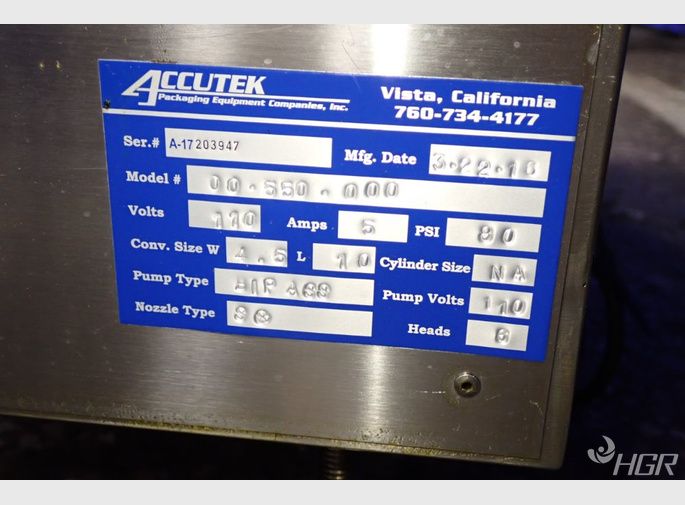 ACCUTEK
Packaging Equipment Companies, Inc.
Vista, California
760-734-4177
Ser.# A-17203947 Mfg. Date 3-22-18
Model # 00-550-000
Volts 110 Amps 5 PSI 80
Conv. Size W 4.5 L 10 Cylinder Size NA
Pump Type Pump Volts 110
Nozzle Type Heads 6
HGR